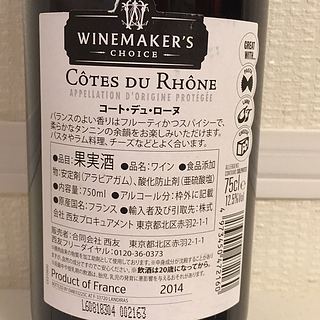 WINEMAKER'S
CHOICE
CÔTES DU RHÔNE
APPELLATION D'ORIGINE PROTÉGÉE
コート・デュ・ローヌ
バランスのよい香りはフルーティかつスパイシーで、
柔らかなタンニンの余韻をお楽しみいただけます。
パスタやラム料理、チーズなどとよく合います。
●品目:果実酒 ●品名:ワイン ●食品添加
物:安定剤(アラビアガム)、酸化防止剤(亜硫酸塩)
●内容量:750ml ●アルコール分:枠外に記載
●原産国名:フランス ●輸入者及び引取先:株式
会社 西友プロキュアメント 東京都北区赤羽2-1-1
販売者:合同会社 西友 東京都北区赤羽2-1-1
西友フリーダイヤル:0120-36-0373
●飲酒は20歳になってから。
Product of France 2014
L6D818304 002163
GREAT
WITH...
75cl e
12.5% vol